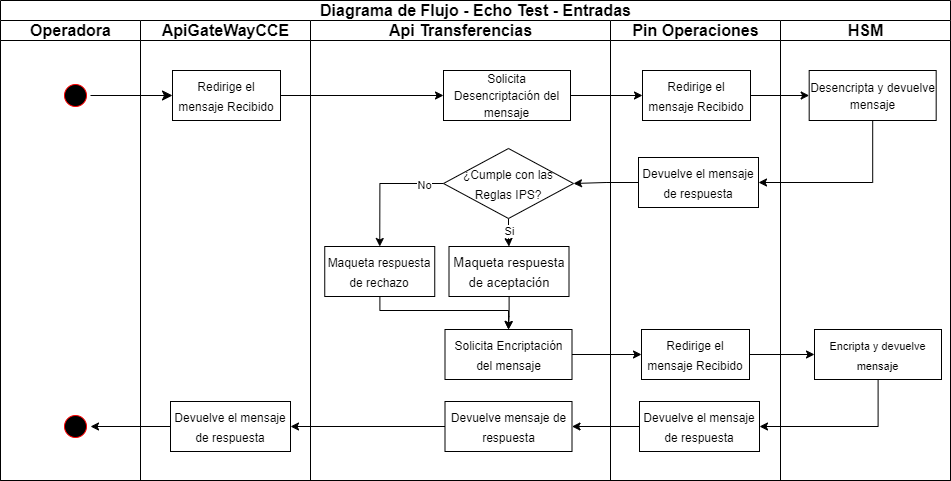 Diagrama de Flujo - Echo Test - Entradas
Operadora
ApiGateWayCCE
Api Transferencias
Pin Operaciones
HSM
Redirige el
mensaje Recibido
Solicita
Desencriptación del
mensaje
Redirige el
mensaje Recibido
Desencripta y devuelve
mensaje
Devuelve el mensaje
de respuesta
¿Cumple con las
Reglas IPS?
No
Si
Maqueta respuesta
de rechazo
Maqueta respuesta
de aceptación
Solicita Encriptación
del mensaje
Redirige el
mensaje Recibido
Encripta y devuelve
mensaje
Devuelve el mensaje
de respuesta
Devuelve mensaje de
respuesta
Devuelve el mensaje
de respuesta